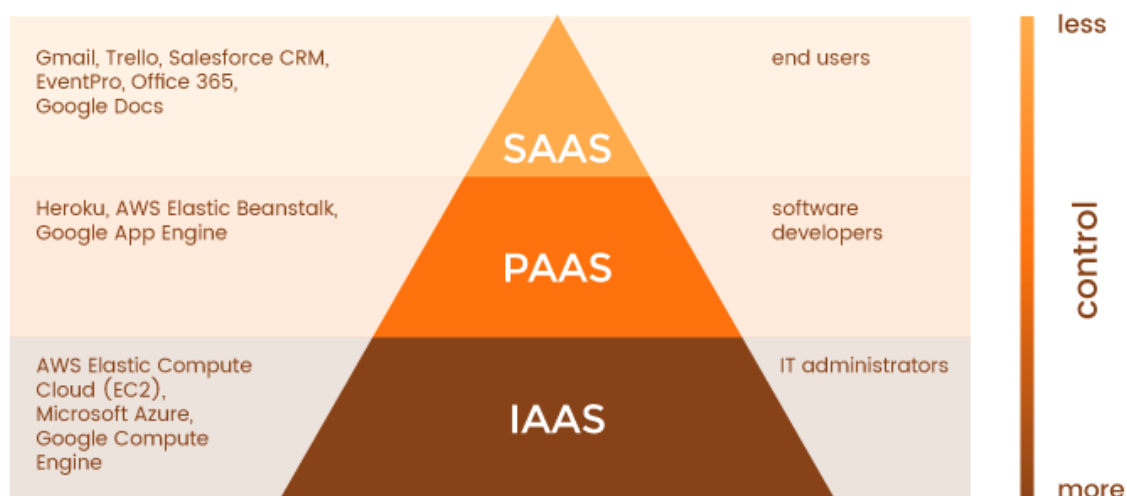 Gmail, Trello, Salesforce CRM,
EventPro, Office 365,
Google Docs
SAAS
end users
Heroku, AWS Elastic Beanstalk,
Google App Engine
PAAS
software
developers
AWS Elastic Compute
Cloud (EC2),
Microsoft Azure,
Google Compute
Engine
IAAS
IT administrators
less
control
more